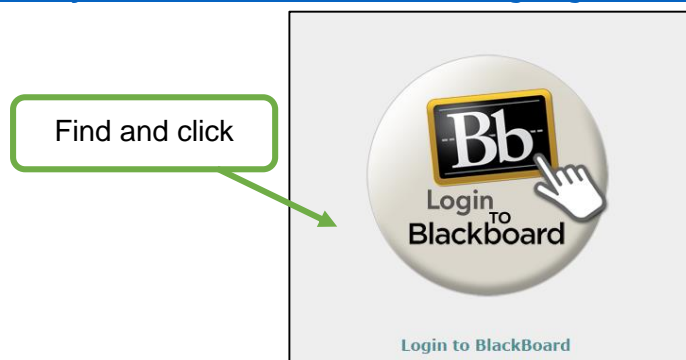 Find and click
Bb
Login
TO
Blackboard
Login to BlackBoard